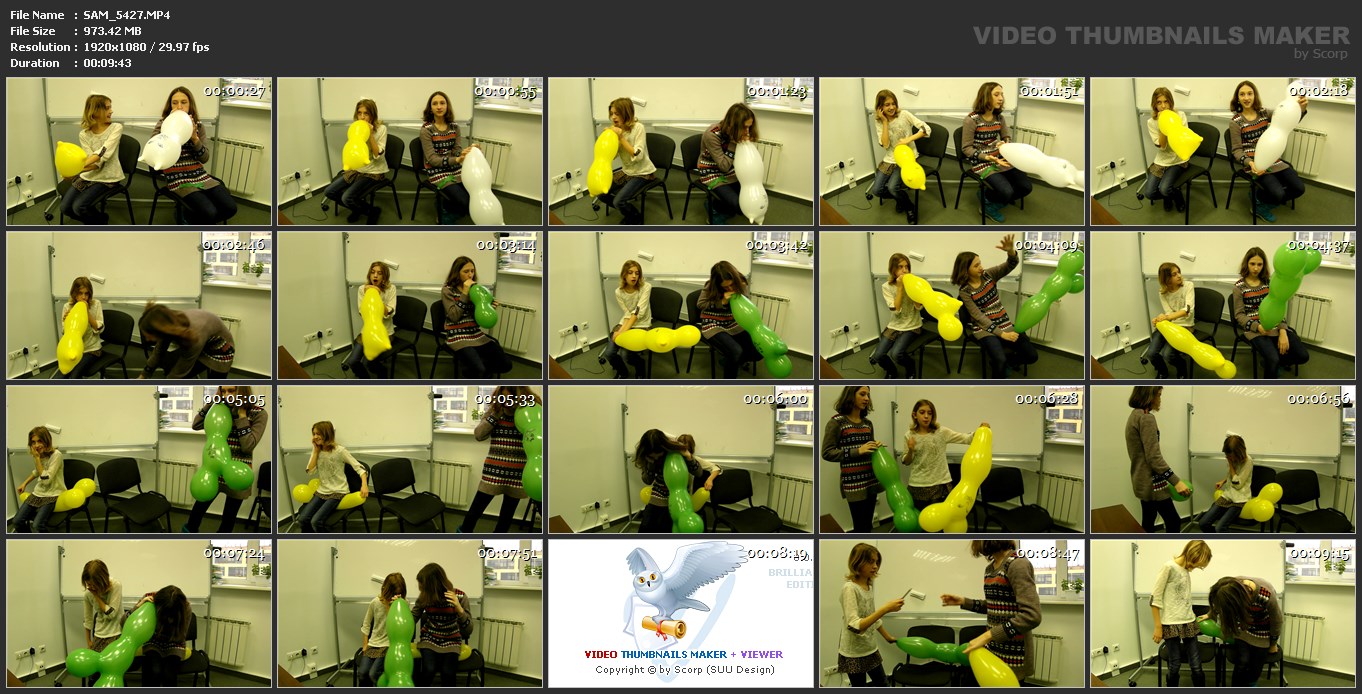 File Name : SAM_5427.MP4
File Size : 973.42 MB
Resolution : 1920x1080 / 29.97 fps
Duration : 00:09:43
VIDEO THUMBNAILS MAKER
by Scorp
00:00:27
00:00:55
00:01:23
00:01:51
00:02:18
00:02:46
00:03:14
00:03:42
00:04:09
00:04:37
00:05:05
00:05:33
00:06:00
00:06:28
00:06:56
00:07:24
00:07:51
00:08:19
BRILLIA
EDIT
VIDEO THUMBNAILS MAKER + VIEWER
Copyright © by Scorp (SUU Design)
00:08:47
00:09:15